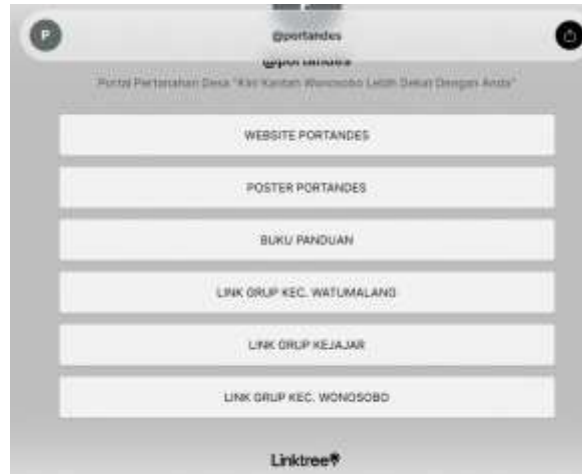 P
@portandes
@portandes
Portal Pertanahan Desa "Kini Kantah Wonosobo Lebih Dekat Dengan Anda"
WEBSITE PORTANDES
POSTER PORTANDES
BUKU PANDUAN
LINK GRUP KEC. WATUMALANG
LINK GRUP KEJAJAR
LINK GRUP KEC. WONOSOBO
Linktree